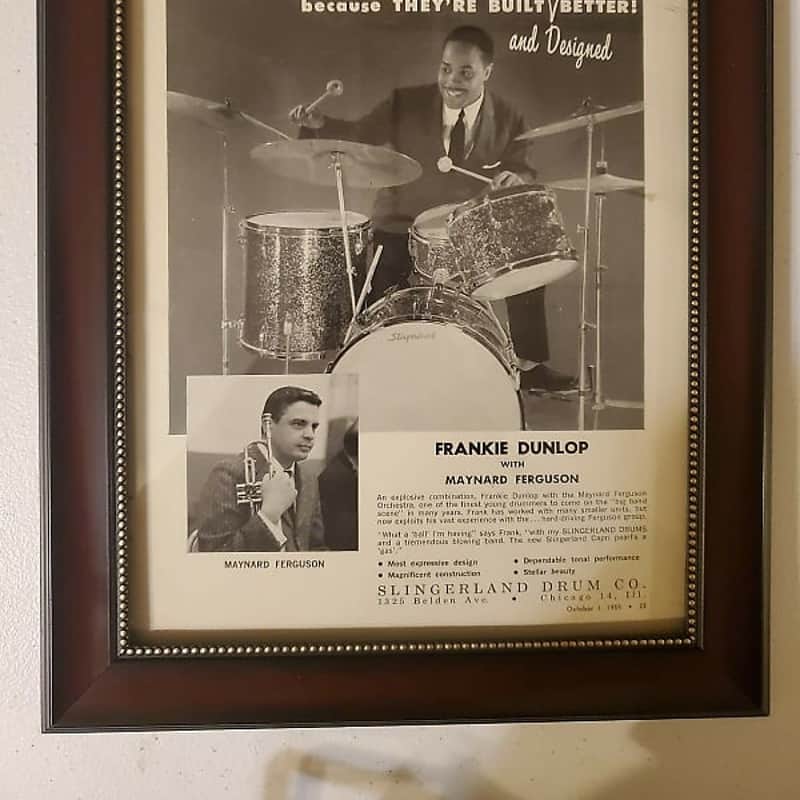 because THEY'RE BUILT BETTER!
and Designed
Slingerland
FRANKIE DUNLOP
WITH
MAYNARD FERGUSON
An explosive combination, Frankie Dunlop with the Maynard Ferguson
Orchestra, one of the finest young drummers to come on the "big band
scene" in many years. Frank has worked with many smaller units, but
now exploits his vast experience with the... hard-driving Ferguson group.
"What a 'ball' I'm having" says Frank, "with my SLINGERLAND DRUMS
and a tremendous blowing band. The new Slingerland Capri pearl's a
'gas'."
• Most expressive design
• Magnificent construction
• Dependable tonal performance
• Stellar beauty
SLINGERLAND DRUM CO.
1325 Belden Ave. • Chicago 14, Ill.
October 1, •
MAYNARD FERGUSON